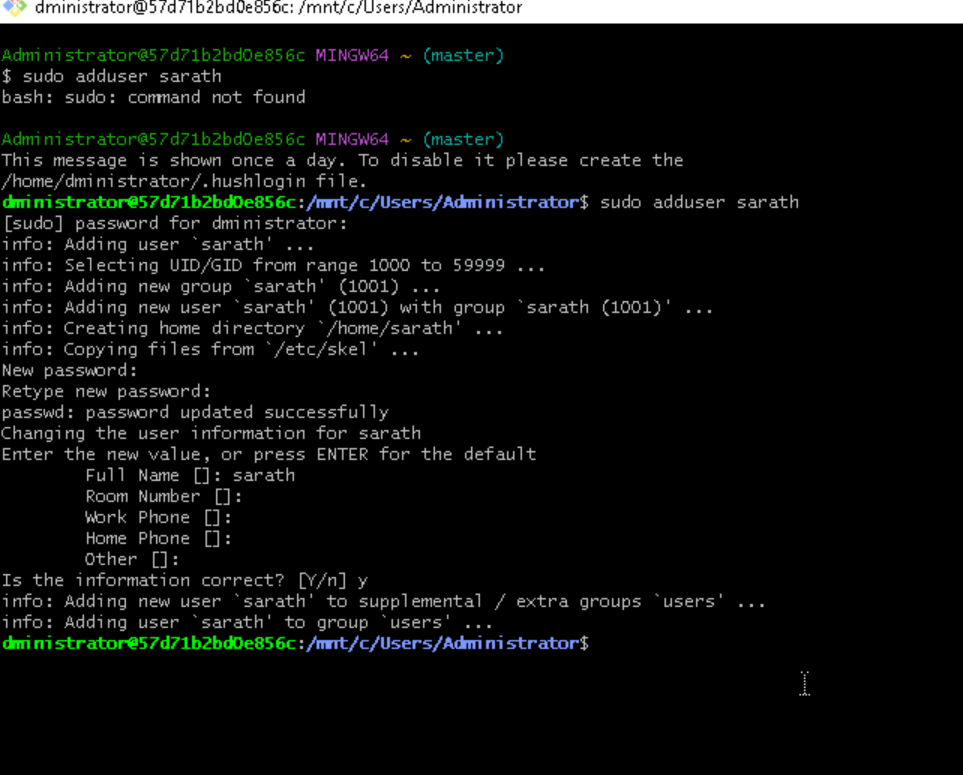 dministrator@57d71b2bd0e856c: /mnt/c/Users/Administrator
Administrator@57d71b2bd0e856c MINGW64 ~ (master)
$ sudo adduser sarath
bash: sudo: command not found
Administrator@57d71b2bd0e856c MINGW64 ~ (master)
This message is shown once a day. To disable it please create the
/home/dministrator/.hushlogin file.
dministrator@57d71b2bd0e856c:/mnt/c/Users/Administrator$ sudo adduser sarath
[sudo] password for dministrator:
info: Adding user `sarath' ...
info: Selecting UID/GID from range 1000 to 59999 ...
info: Adding new group `sarath' (1001) ...
info: Adding new user `sarath' (1001) with group `sarath (1001)' ...
info: Creating home directory `/home/sarath' ...
info: Copying files from `/etc/skel' ...
New password:
Retype new password:
passwd: password updated successfully
Changing the user information for sarath
Enter the new value, or press ENTER for the default
Full Name []: sarath
Room Number []:
Work Phone []:
Home Phone []:
Other []:
Is the information correct? [Y/n] y
info: Adding new user `sarath' to supplemental / extra groups `users' ...
info: Adding user `sarath' to group `users' ...
dministrator@57d71b2bd0e856c:/mnt/c/Users/Administrator$